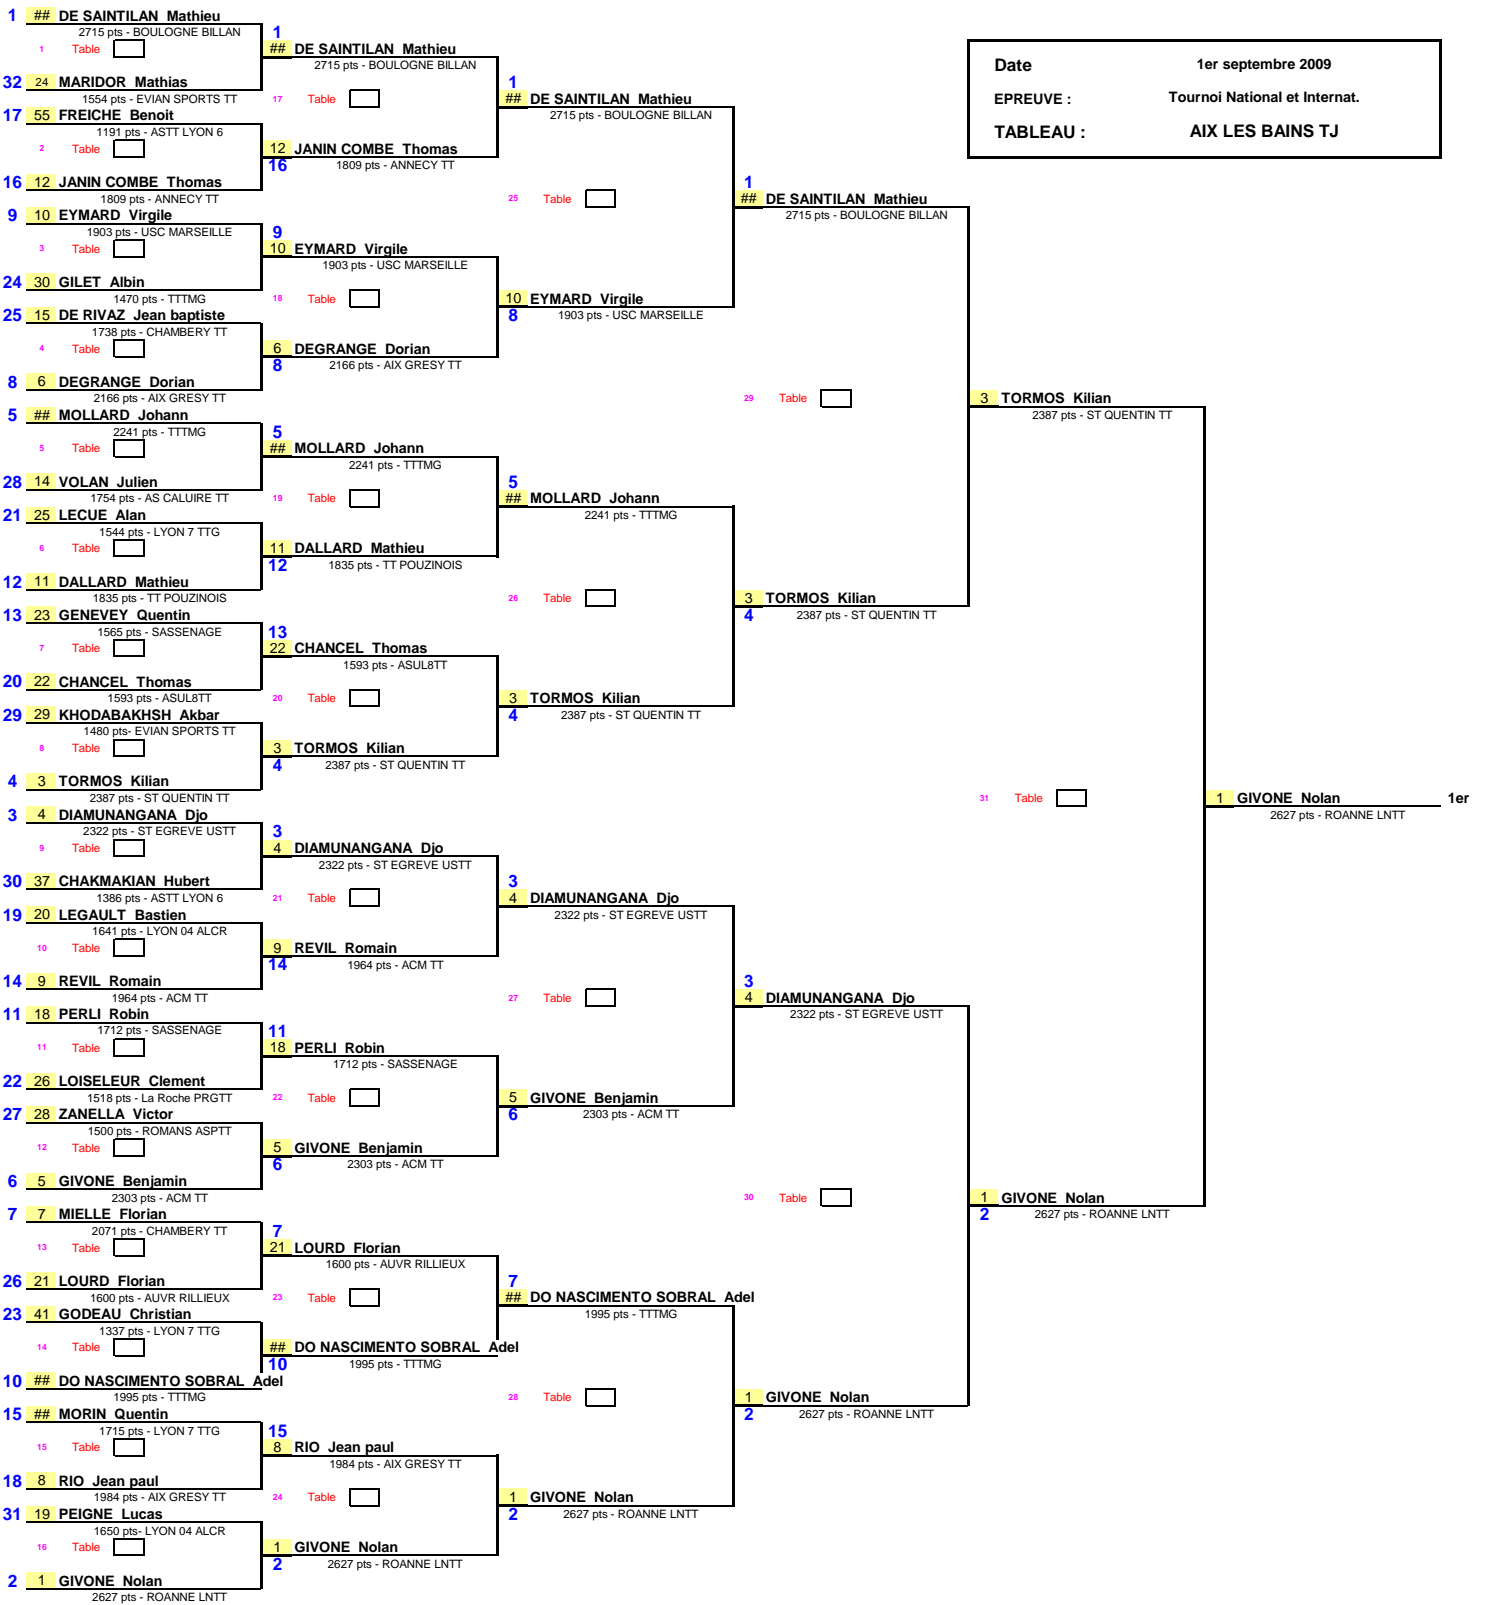 Date 1er septembre 2009
EPREUVE : Tournoi National et Internat.
TABLEAU : AIX LES BAINS TJ
1 ## DE SAINTILAN Mathieu
2715 pts - BOULOGNE BILLAN
1 Table
32 24 MARIDOR Mathias
1554 pts - EVIAN SPORTS TT
17 55 FREICHE Benoit
1191 pts - ASTT LYON 6
2 Table
16 12 JANIN COMBE Thomas
1809 pts - ANNECY TT
9 10 EYMARD Virgile
1903 pts - USC MARSEILLE
3 Table
24 30 GILET Albin
1470 pts - TTTMG
25 15 DE RIVAZ Jean baptiste
1738 pts - CHAMBERY TT
4 Table
8 6 DEGRANGE Dorian
2166 pts - AIX GRESY TT
5 ## MOLLARD Johann
2241 pts - TTTMG
5 Table
28 14 VOLAN Julien
1754 pts - AS CALUIRE TT
21 25 LECUE Alan
1544 pts - LYON 7 TTG
6 Table
12 11 DALLARD Mathieu
1835 pts - TT POUZINOIS
13 23 GENEVEY Quentin
1565 pts - SASSENAGE
7 Table
20 22 CHANCEL Thomas
1593 pts - ASUL8TT
29 29 KHODABAKHSH Akbar
1480 pts- EVIAN SPORTS TT
8 Table
4 3 TORMOS Kilian
2387 pts - ST QUENTIN TT
3 4 DIAMUNANGANA Djo
2322 pts - ST EGREVE USTT
9 Table
30 37 CHAKMAKIAN Hubert
1386 pts - ASTT LYON 6
19 20 LEGAULT Bastien
1641 pts - LYON 04 ALCR
10 Table
14 9 REVIL Romain
1964 pts - ACM TT
11 18 PERLI Robin
1712 pts - SASSENAGE
11 Table
22 26 LOISELEUR Clement
1518 pts - La Roche PRGTT
27 28 ZANELLA Victor
1500 pts - ROMANS ASPTT
12 Table
6 5 GIVONE Benjamin
2303 pts - ACM TT
7 7 MIELLE Florian
2071 pts - CHAMBERY TT
13 Table
26 21 LOURD Florian
1600 pts - AUVR RILLIEUX
23 41 GODEAU Christian
1337 pts - LYON 7 TTG
14 Table
10 ## DO NASCIMENTO SOBRAL Adel
1995 pts - TTTMG
15 ## MORIN Quentin
1715 pts - LYON 7 TTG
15 Table
18 8 RIO Jean paul
1984 pts - AIX GRESY TT
31 19 PEIGNE Lucas
1650 pts- LYON 04 ALCR
16 Table
2 1 GIVONE Nolan
2627 pts - ROANNE LNTT
1
## DE SAINTILAN Mathieu
2715 pts - BOULOGNE BILLAN
17 Table
12 JANIN COMBE Thomas
16 1809 pts - ANNECY TT
9
10 EYMARD Virgile
1903 pts - USC MARSEILLE
18 Table
6 DEGRANGE Dorian
8 2166 pts - AIX GRESY TT
5
## MOLLARD Johann
2241 pts - TTTMG
19 Table
11 DALLARD Mathieu
12 1835 pts - TT POUZINOIS
13
22 CHANCEL Thomas
1593 pts - ASUL8TT
20 Table
3 TORMOS Kilian
4 2387 pts - ST QUENTIN TT
3
4 DIAMUNANGANA Djo
2322 pts - ST EGREVE USTT
21 Table
9 REVIL Romain
14 1964 pts - ACM TT
11
18 PERLI Robin
1712 pts - SASSENAGE
22 Table
5 GIVONE Benjamin
6 2303 pts - ACM TT
7
21 LOURD Florian
1600 pts - AUVR RILLIEUX
23 Table
## DO NASCIMENTO SOBRAL Adel
10 1995 pts - TTTMG
15
8 RIO Jean paul
1984 pts - AIX GRESY TT
24 Table
1 GIVONE Nolan
2 2627 pts - ROANNE LNTT
1
## DE SAINTILAN Mathieu
2715 pts - BOULOGNE BILLAN
25 Table
10 EYMARD Virgile
8 1903 pts - USC MARSEILLE
5
## MOLLARD Johann
2241 pts - TTTMG
26 Table
3 TORMOS Kilian
4 2387 pts - ST QUENTIN TT
3
4 DIAMUNANGANA Djo
2322 pts - ST EGREVE USTT
27 Table
5 GIVONE Benjamin
6 2303 pts - ACM TT
7
## DO NASCIMENTO SOBRAL Adel
1995 pts - TTTMG
28 Table
1 GIVONE Nolan
2 2627 pts - ROANNE LNTT
1
## DE SAINTILAN Mathieu
2715 pts - BOULOGNE BILLAN
29 Table
3 TORMOS Kilian
4 2387 pts - ST QUENTIN TT
3
4 DIAMUNANGANA Djo
2322 pts - ST EGREVE USTT
30 Table
1 GIVONE Nolan
2 2627 pts - ROANNE LNTT
3 TORMOS Kilian
2387 pts - ST QUENTIN TT
31 Table
1 GIVONE Nolan
2 2627 pts - ROANNE LNTT
1 GIVONE Nolan 1er
2627 pts - ROANNE LNTT